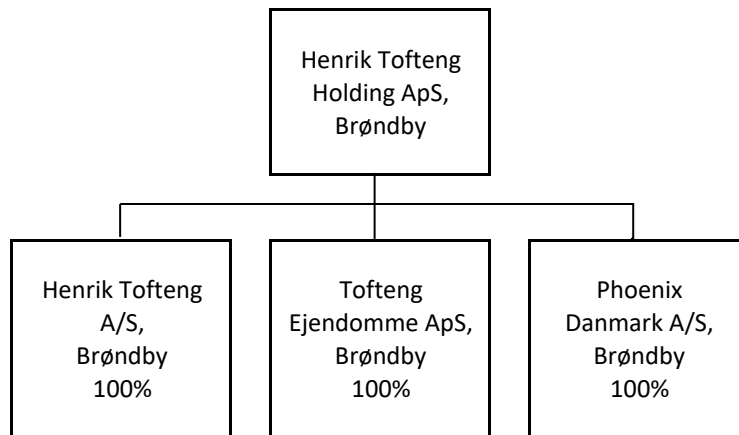 Henrik Tofteng
Holding ApS,
Brøndby
Henrik Tofteng
A/S,
Brøndby
100%
Tofteng
Ejendomme ApS,
Brøndby
100%
Phoenix
Danmark A/S,
Brøndby
100%